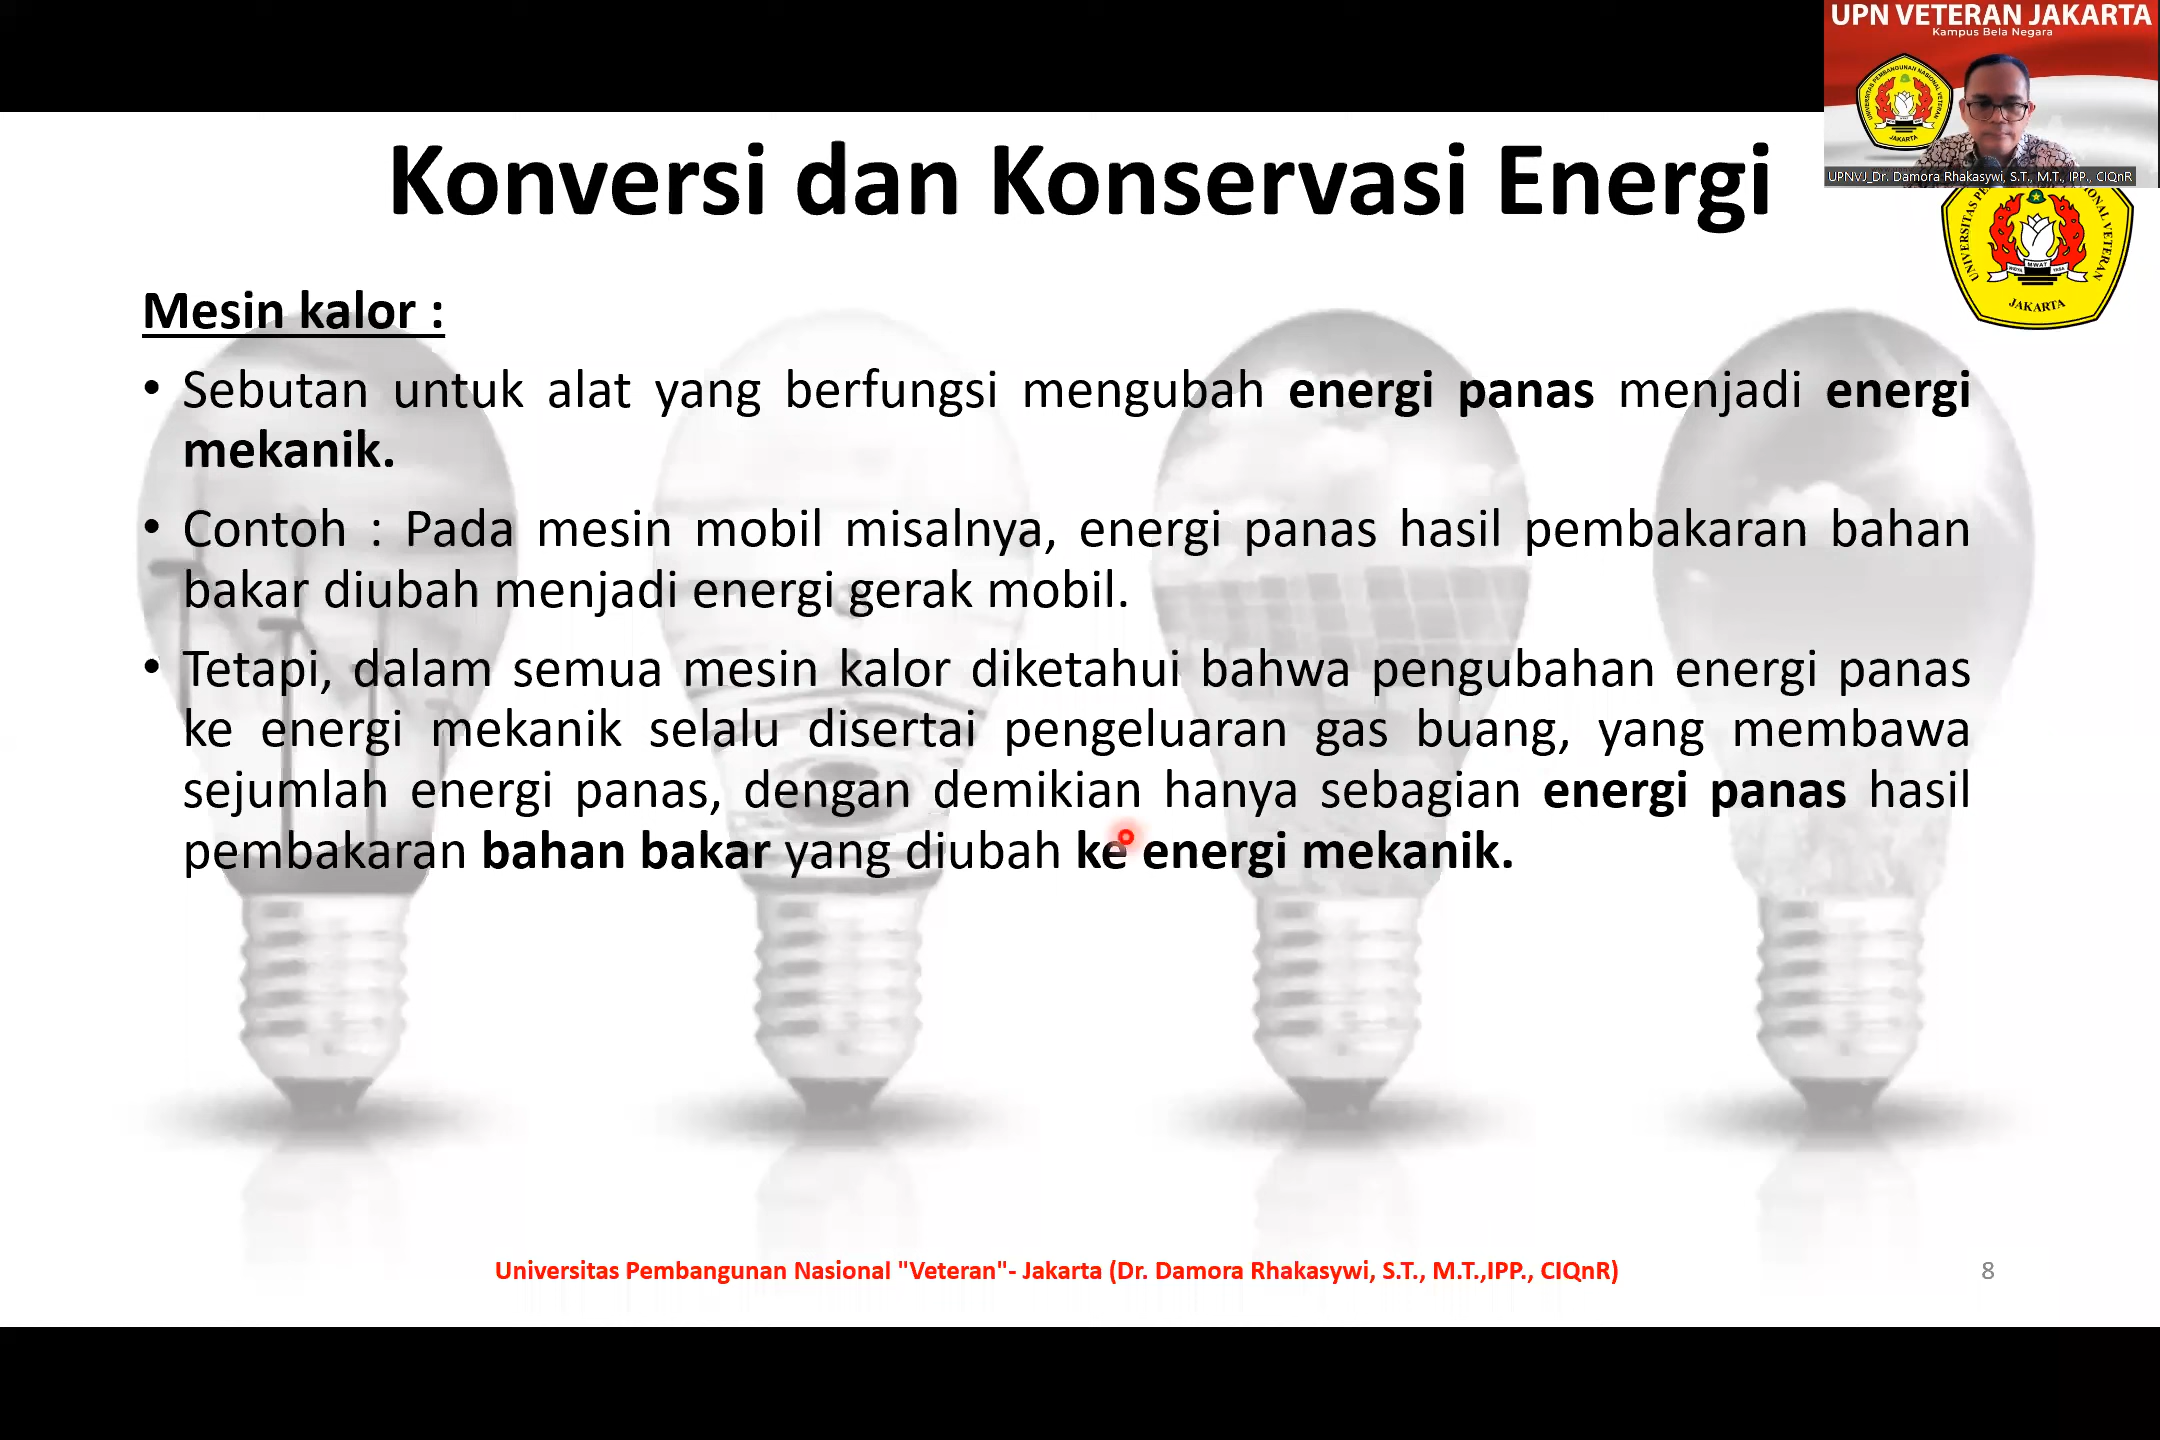 UPN VETERAN JAKARTA
Kampus Bela Negara
JAKARTA
UPNVJ_Dr. Damora Rhakasywi, S.T., M.T., IPP., CIQnR
Konversi dan Konservasi Energi
JAKARTA
Mesin kalor :
• Sebutan untuk alat yang berfungsi mengubah energi panas menjadi energi
mekanik.
• Contoh : Pada mesin mobil misalnya, energi panas hasil pembakaran bahan
bakar diubah menjadi energi gerak mobil.
• Tetapi, dalam semua mesin kalor diketahui bahwa pengubahan energi panas
ke energi mekanik selalu disertai pengeluaran gas buang, yang membawa
sejumlah energi panas, dengan demikian hanya sebagian energi panas hasil
pembakaran bahan bakar yang diubah ke energi mekanik.
Universitas Pembangunan Nasional "Veteran"- Jakarta (Dr. Damora Rhakasywi, S.T., M.T.,IPP., CIQnR)
8